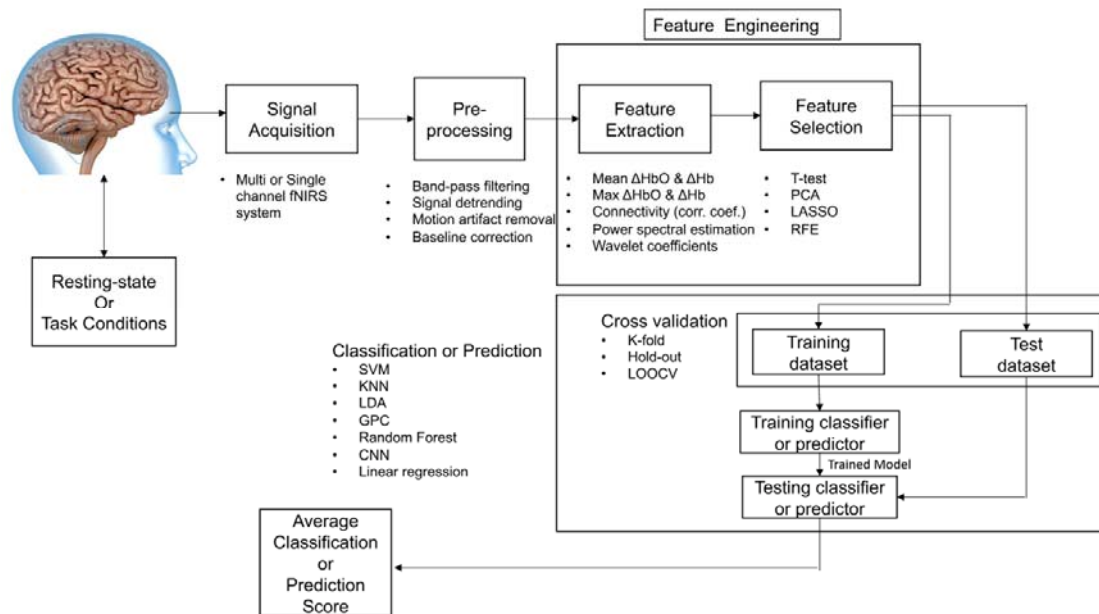 Feature Engineering
Signal
Acquisition
• Multi or Single
channel fNIRS
system
Pre-
processing
• Band-pass filtering
• Signal detrending
• Motion artifact removal
• Baseline correction
Feature
Extraction
• Mean ΔHbO & ΔHb
• Max ΔHbO & ΔHb
• Connectivity (corr. coef.)
• Power spectral estimation
• Wavelet coefficients
Feature
Selection
• T-test
• PCA
• LASSO
• RFE
Resting-state
Or
Task Conditions
Classification or Prediction
• SVM
• KNN
• LDA
• GPC
• Random Forest
• CNN
• Linear regression
Cross validation
• K-fold
• Hold-out
• LOOCV
Training
dataset
Test
dataset
Training classifier
or predictor
Trained Model
Testing classifier
or predictor
Average
Classification
or
Prediction
Score